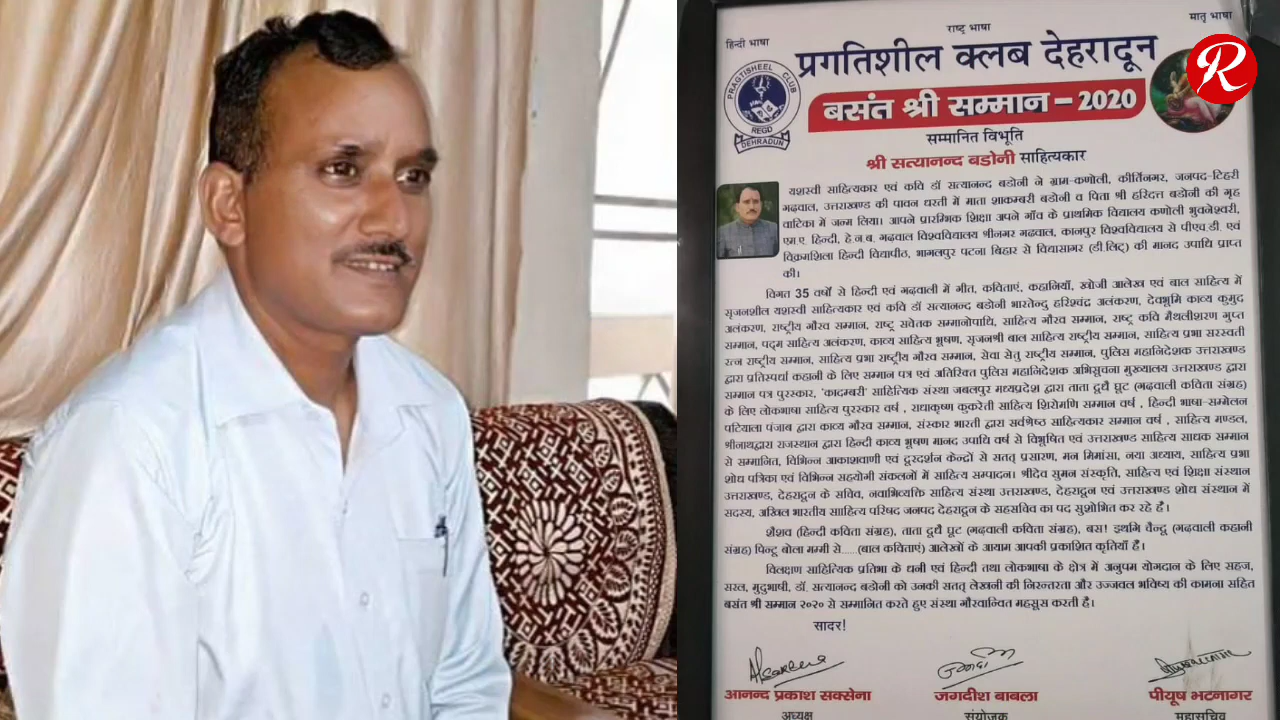 हिन्दी भाषा
राष्ट्र भाषा
मातृ भाषा
R
प्रगतिशील क्लब देहरादून
PRAGTISHEEL CLUB
REGD
DEHRADUN
बसंत श्री सम्मान – 2020
सम्मानित विभूति
श्री सत्यानन्द बडोनी साहित्यकार
यशस्वी साहित्यकार एवं कवि डॉ सत्यानन्द बडोनी ने ग्राम-कणोली, कीर्तिनगर, जनपद-टिहरी
गढ़वाल, उत्तराखण्ड की पावन धरती में माता शाकम्बरी बडोनी व पिता श्री हरिदत्त बडोनी की गृह
वाटिका में जन्म लिया। आपने प्रारम्भिक शिक्षा अपने गाँव के प्राथमिक विद्यालय कणोली भुवनेश्वरी,
एम.ए. हिन्दी, हे.न.ब. गढवाल विश्वविद्यालय श्रीनगर गढवाल, कानपुर विश्वविद्यालय से पीएच.डी. एवं
विक्रमशिला हिन्दी विद्यापीठ, भागलपुर पटना बिहार से विद्यासागर (डी.लिट्) की मानद उपाधि प्राप्त
की।
विगत 35 वर्षों से हिन्दी एवं गढ़वाली में गीत, कविताएं, कहानियाँ, खोजी आलेख एवं बाल साहित्य में
सृजनशील यशस्वी साहित्यकार एवं कवि डॉ सत्यानन्द बडोनी भारतेन्दु हरिश्चंद्र अलंकरण, देवभूमि काव्य कुमुद
अलंकरण, राष्ट्रीय गौरव सम्मान, राष्ट्र सचेतक सम्मानोपाधि, साहित्य गौरव सम्मान, राष्ट्र कवि मैथलीशरण गुप्त
सम्मान, पद्म साहित्य अलंकरण, काव्य साहित्य भूषण, सृजनश्री बाल साहित्य राष्ट्रीय सम्मान, साहित्य प्रभा सरस्वती
रत्न राष्ट्रीय सम्मान, साहित्य प्रभा राष्ट्रीय गौरव सम्मान, सेवा सेतु राष्ट्रीय सम्मान, पुलिस महानिदेशक उत्तराखण्ड
द्वारा प्रतिस्पर्धा कहानी के लिए सम्मान पत्र एवं अतिरिक्त पुलिस महानिदेशक अभिसूचना मुख्यालय उत्तराखण्ड द्वारा
सम्मान पत्र पुरस्कार, 'कादम्बरी' साहित्यिक संस्था जबलपुर मध्यप्रदेश द्वारा ताता दूधै घूट (गढ़वाली कविता संग्रह)
के लिए लोकभाषा साहित्य पुरस्कार वर्ष , राधाकृष्ण कुकरेती साहित्य शिरोमणि सम्मान वर्ष , हिन्दी भाषा-सम्मेलन
पटियाला पंजाब द्वारा काव्य गौरव सम्मान, संस्कार भारती द्वारा सर्वश्रेष्ठ साहित्यकार सम्मान वर्ष , साहित्य मण्डल,
श्रीनाथद्वारा राजस्थान द्वारा हिन्दी काव्य भूषण मानद उपाधि वर्ष से विभूषित एवं उत्तराखण्ड साहित्य साधक सम्मान
से सम्मानित, विभिन्न आकाशवाणी एवं दूरदर्शन केन्द्रों से सतत् प्रसारण, मन मिमांसा, नया अध्याय, साहित्य प्रभा
शोध पत्रिका एवं विभिन्न सहयोगी संकलनों में साहित्य सम्पादन। श्रीदेव सुमन संस्कृति, साहित्य एवं शिक्षा संस्थान
उत्तराखण्ड, देहरादून के सचिव, नवाभिव्यक्ति साहित्य संस्था उत्तराखण्ड, देहरादून एवं उत्तराखण्ड शोध संस्थान में
सदस्य, अखिल भारतीय साहित्य परिषद जनपद देहरादून के सहसचिव का पद सुशोभित कर रहे हैं।
शैशव (हिन्दी कविता संग्रह), ताता दूधै घूट (गढ़वाली कविता संग्रह), बस! इथगि चैन्दू (गढवाली कहानी
संग्रह) पिन्टू बोला मम्मी से......(बाल कविताएं) आलेखों के आयाम आपकी प्रकाशित कृतियाँ हैं।
विलक्षण साहित्यिक प्रतिभा के धनी एवं हिन्दी तथा लोकभाषा के क्षेत्र में अनुपम योगदान के लिए सहज,
सरल, मृदुभाषी, डॉ. सत्यानन्द बडोनी को उनकी सतत् लेखनी की निरन्तरता और उज्जवल भविष्य की कामना सहित
बसंत श्री सम्मान २०२० से सम्मानित करते हुए संस्था गौरवान्वित महसूस करती है।
सादर!
आनन्द प्रकाश सक्सेना
जगदीश बाबला
पीयूष भटनागर
अध्यक्ष
संयोजक
महासचिव